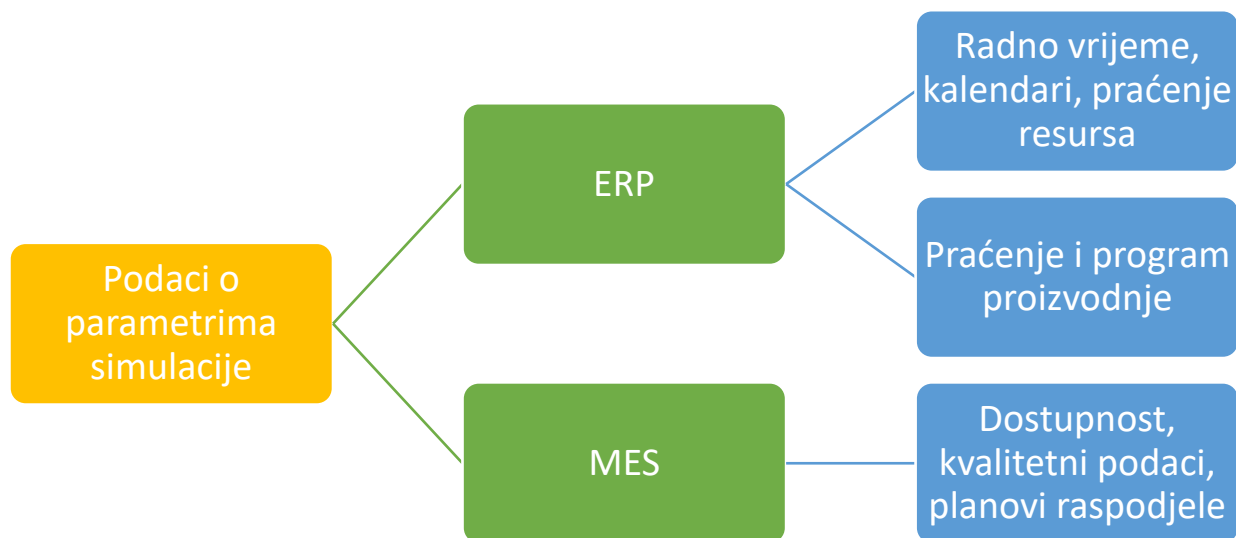 Podaci o
parametrima
simulacije
ERP
Radno vrijeme,
kalendari, praćenje
resursa
Praćenje i program
proizvodnje
MES
Dostupnost,
kvalitetni podaci,
planovi raspodjele